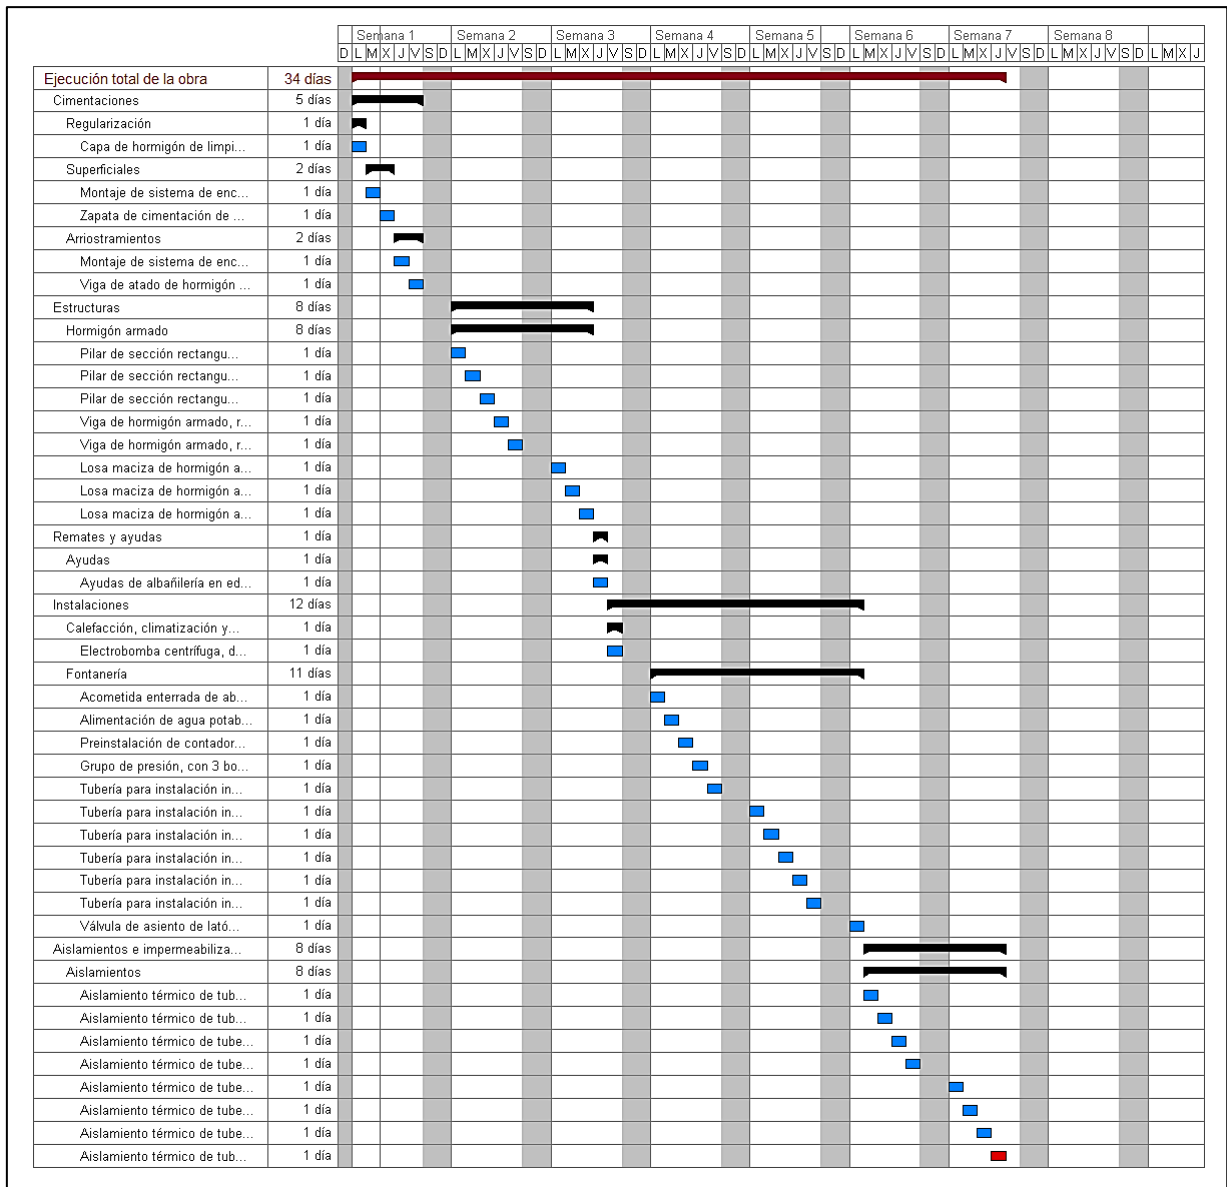 Semana 1 Semana 2 Semana 3 Semana 4 Semana 5 Semana 6 Semana 7 Semana 8
D L M X J V S D L M X J V S D L M X J V S D L M X J V S D L M X J V S D L M X J V S D L M X J V S D L M X J V S D L M X J
Ejecución total de la obra 34 días
Cimentaciones 5 días
Regularización 1 día
Capa de hormigón de limpi... 1 día
Superficiales 2 días
Montaje de sistema de enc... 1 día
Zapata de cimentación de ... 1 día
Arriostramientos 2 días
Montaje de sistema de enc... 1 día
Viga de atado de hormigón ... 1 día
Estructuras 8 días
Hormigón armado 8 días
Pilar de sección rectangu... 1 día
Pilar de sección rectangu... 1 día
Pilar de sección rectangu... 1 día
Viga de hormigón armado, r... 1 día
Viga de hormigón armado, r... 1 día
Losa maciza de hormigón a... 1 día
Losa maciza de hormigón a... 1 día
Losa maciza de hormigón a... 1 día
Remates y ayudas 1 día
Ayudas 1 día
Ayudas de albañilería en ed... 1 día
Instalaciones 12 días
Calefacción, climatización y... 1 día
Electrobomba centrífuga, d... 1 día
Fontanería 11 días
Acometida enterrada de ab... 1 día
Alimentación de agua potab... 1 día
Preinstalación de contador... 1 día
Grupo de presión, con 3 bo... 1 día
Tubería para instalación in... 1 día
Tubería para instalación in... 1 día
Tubería para instalación in... 1 día
Tubería para instalación in... 1 día
Tubería para instalación in... 1 día
Tubería para instalación in... 1 día
Válvula de asiento de lató... 1 día
Aislamientos e impermeabiliza... 8 días
Aislamientos 8 días
Aislamiento térmico de tub... 1 día
Aislamiento térmico de tub... 1 día
Aislamiento térmico de tube... 1 día
Aislamiento térmico de tube... 1 día
Aislamiento térmico de tube... 1 día
Aislamiento térmico de tube... 1 día
Aislamiento térmico de tube... 1 día
Aislamiento térmico de tub... 1 día